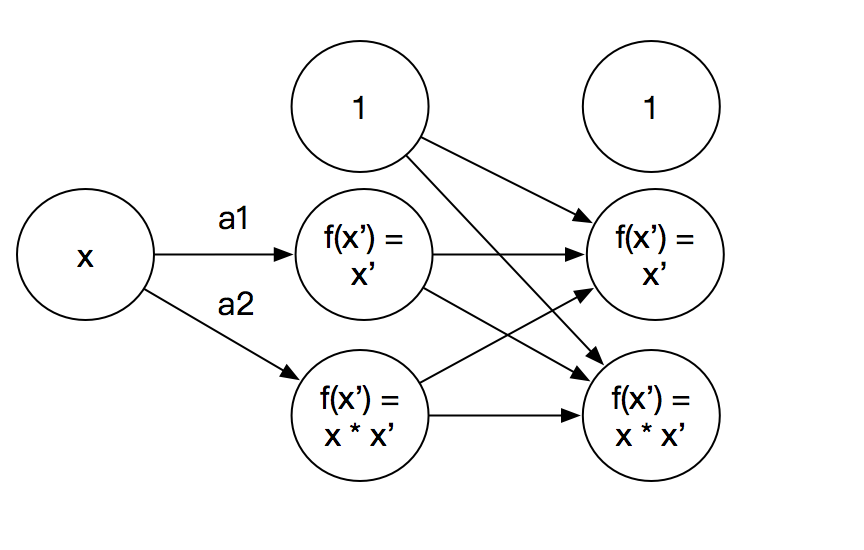 1
1
x
a1
a2
f(x’) =
x’
f(x’) =
x’
f(x’) =
x * x’
f(x’) =
x * x’